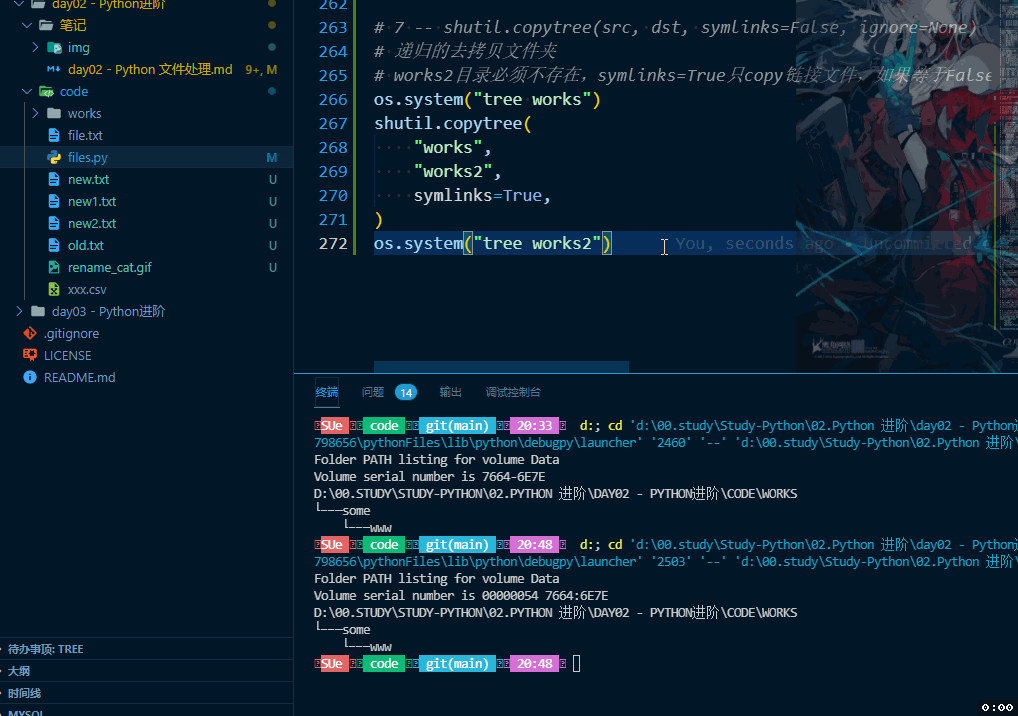 day02 - Python进阶
笔记
img
day02 - Python 文件处理.md 9+, M
code
works
file.txt
files.py M
new.txt U
new1.txt U
new2.txt U
old.txt U
rename_cat.gif U
xxx.csv
day03 - Python进阶
.gitignore
LICENSE
README.md
待办事项: TREE
大纲
时间线
MYSQL
262
263 # 7 -- shutil.copytree(src, dst, symlinks=False, ignore=None)
264 # 递归的去拷贝文件夹
265 # works2目录必须不存在，symlinks=True只copy链接文件，如果等于False
266 os.system("tree works")
267 shutil.copytree(
268 "works",
269 "works2",
270 symlinks=True,
271 )
272 os.system("tree works2") You, seconds ago • Uncommitted
终端 问题 14 输出 调试控制台
SUe code git(main) 20:33 d:; cd 'd:\00.study\Study-Python\02.Python 进阶\day02 - Python进
798656\pythonFiles\lib\python\debugpy\launcher' '2460' '--' 'd:\00.study\Study-Python\02.Python 进阶\
Folder PATH listing for volume Data
Volume serial number is 7664-6E7E
D:\00.STUDY\STUDY-PYTHON\02.PYTHON 进阶\DAY02 - PYTHON进阶\CODE\WORKS
└───some
└───www
SUe code git(main) 20:48 d:; cd 'd:\00.study\Study-Python\02.Python 进阶\day02 - Python进
798656\pythonFiles\lib\python\debugpy\launcher' '2503' '--' 'd:\00.study\Study-Python\02.Python 进阶\
Folder PATH listing for volume Data
Volume serial number is 00000054 7664:6E7E
D:\00.STUDY\STUDY-PYTHON\02.PYTHON 进阶\DAY02 - PYTHON进阶\CODE\WORKS
└───some
└───www
SUe code git(main) 20:48
0:00